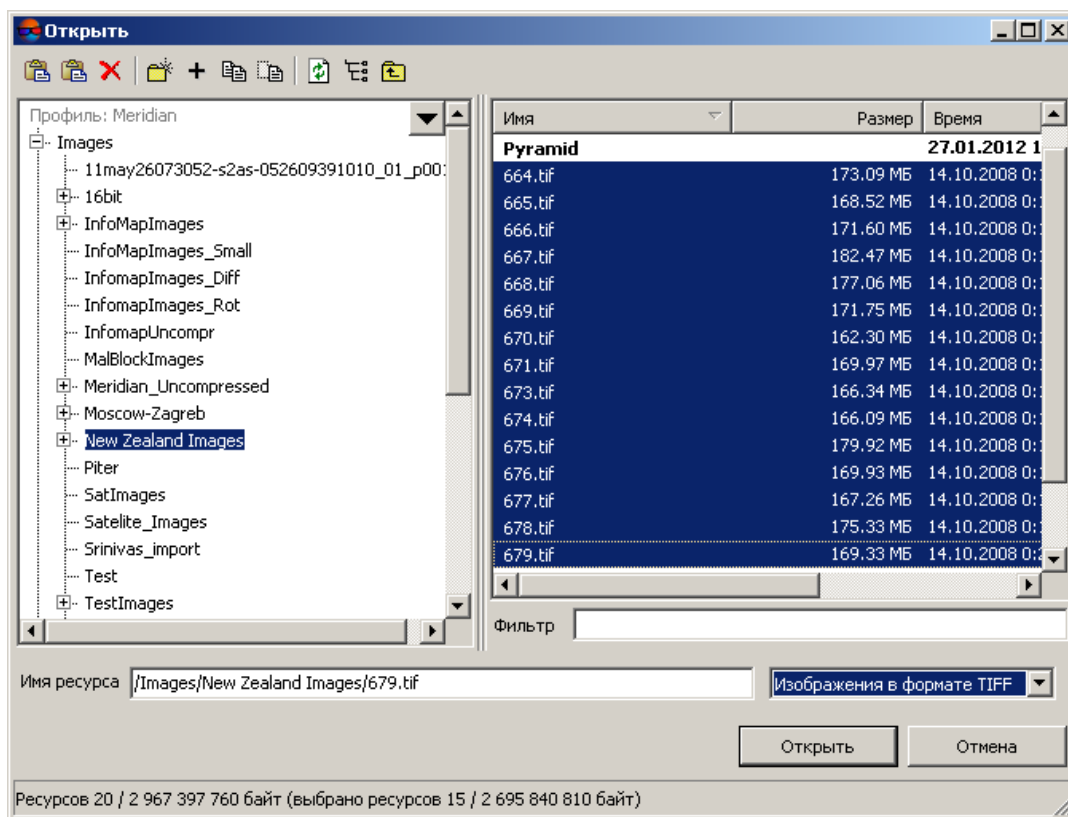 Открыть
Профиль: Meridian
Images
11may26073052-s2as-052609391010_01_p00
16bit
InfoMapImages
InfoMapImages_Small
InfomapImages_Diff
InfomapImages_Rot
InfomapUncompr
MalBlockImages
Meridian_Uncompressed
Moscow-Zagreb
New Zealand Images
Piter
SatImages
Satelite_Images
Srinivas_import
Test
TestImages
Имя Размер Время
Pyramid 27.01.2012 1
664.tif 173.09 МБ 14.10.2008 0:
665.tif 168.52 МБ 14.10.2008 0:
666.tif 171.60 МБ 14.10.2008 0:
667.tif 182.47 МБ 14.10.2008 0:
668.tif 177.06 МБ 14.10.2008 0:
669.tif 171.75 МБ 14.10.2008 0:
670.tif 162.30 МБ 14.10.2008 0:
671.tif 169.97 МБ 14.10.2008 0:
673.tif 166.34 МБ 14.10.2008 0:
674.tif 166.09 МБ 14.10.2008 0:
675.tif 179.92 МБ 14.10.2008 0:
676.tif 169.93 МБ 14.10.2008 0:
677.tif 167.26 МБ 14.10.2008 0:
678.tif 175.33 МБ 14.10.2008 0:
679.tif 169.33 МБ 14.10.2008 0:
Фильтр
Имя ресурса /Images/New Zealand Images/679.tif Изображения в формате TIFF
Открыть Отмена
Ресурсов 20 / 2 967 397 760 байт (выбрано ресурсов 15 / 2 695 840 810 байт)